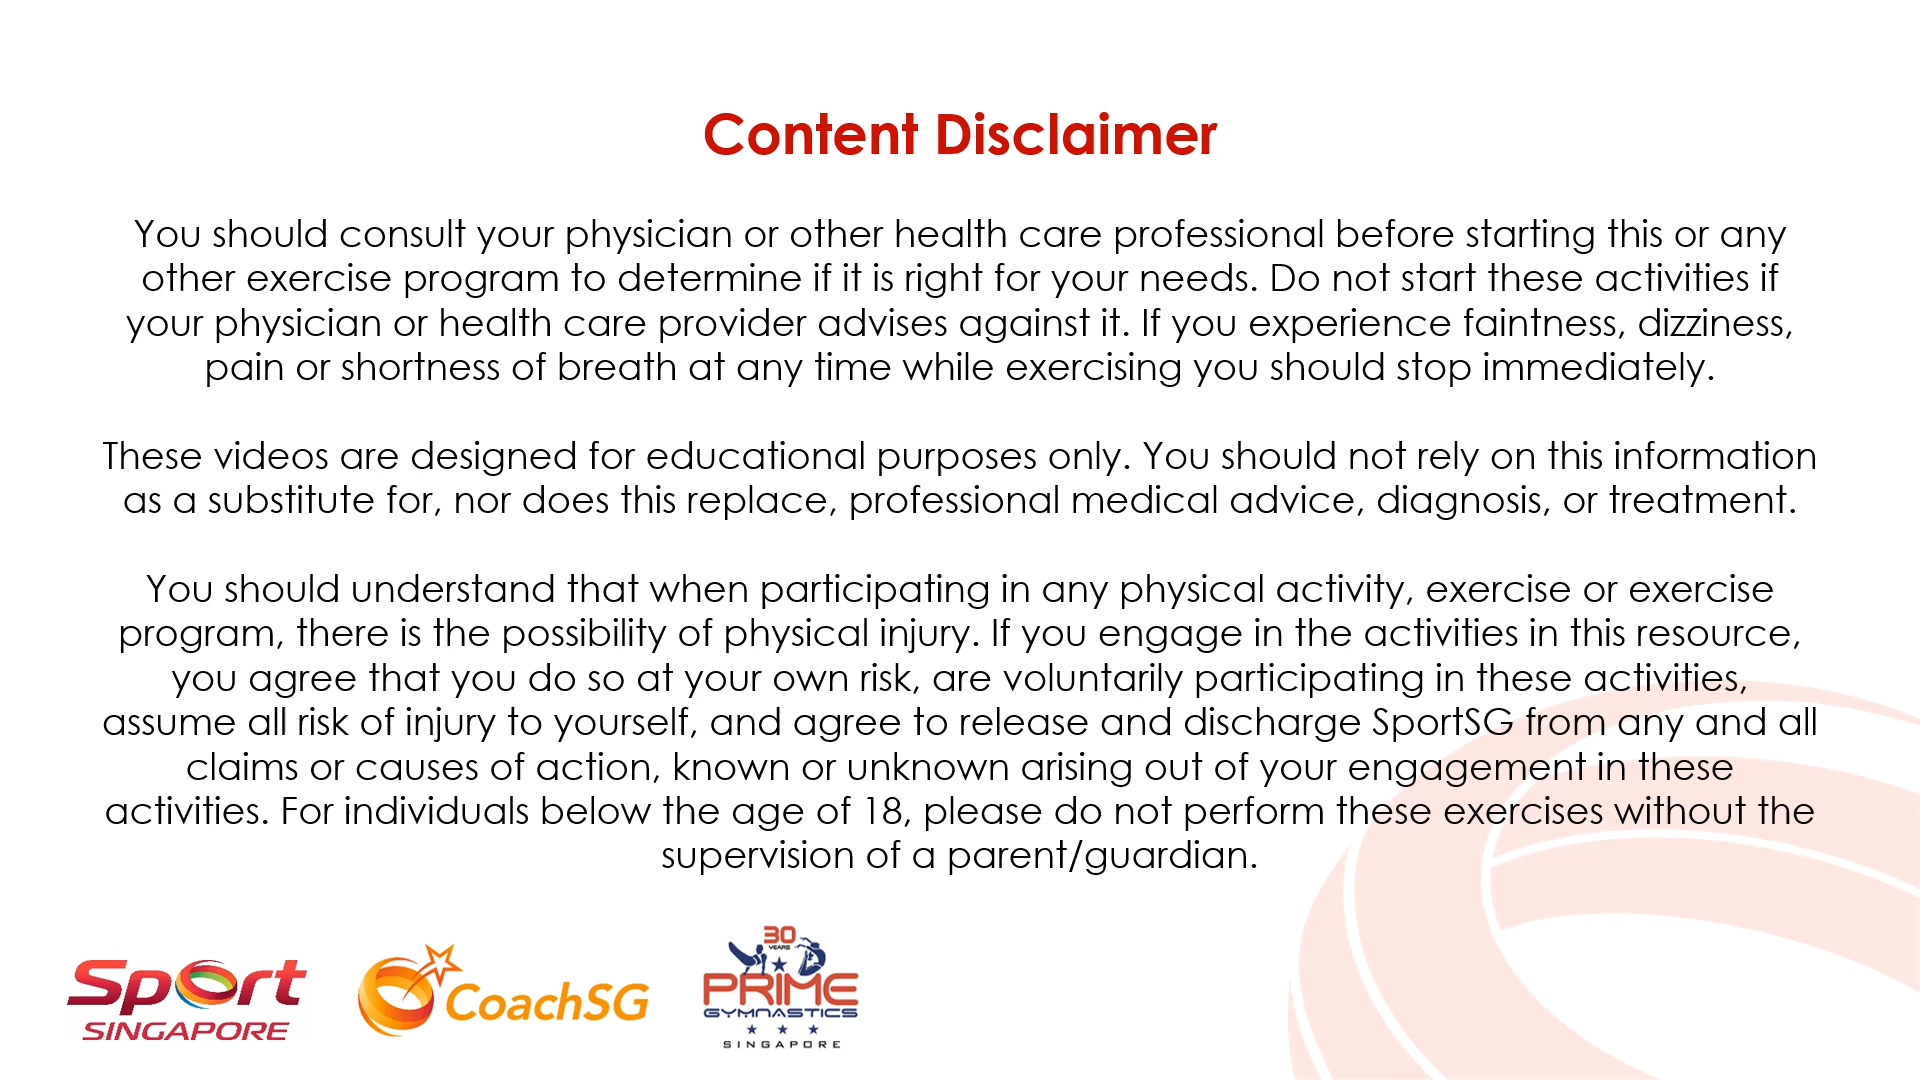 Content Disclaimer
You should consult your physician or other health care professional before starting this or any
other exercise program to determine if it is right for your needs. Do not start these activities if
your physician or health care provider advises against it. If you experience faintness, dizziness,
pain or shortness of breath at any time while exercising you should stop immediately.
These videos are designed for educational purposes only. You should not rely on this information
as a substitute for, nor does this replace, professional medical advice, diagnosis, or treatment.
You should understand that when participating in any physical activity, exercise or exercise
program, there is the possibility of physical injury. If you engage in the activities in this resource,
you agree that you do so at your own risk, are voluntarily participating in these activities,
assume all risk of injury to yourself, and agree to release and discharge SportSG from any and all
claims or causes of action, known or unknown arising out of your engagement in these
activities. For individuals below the age of 18, please do not perform these exercises without the
supervision of a parent/guardian.
Sport
SINGAPORE
CoachSG
30
YEARS
PRIME
GYMNASTICS
SINGAPORE